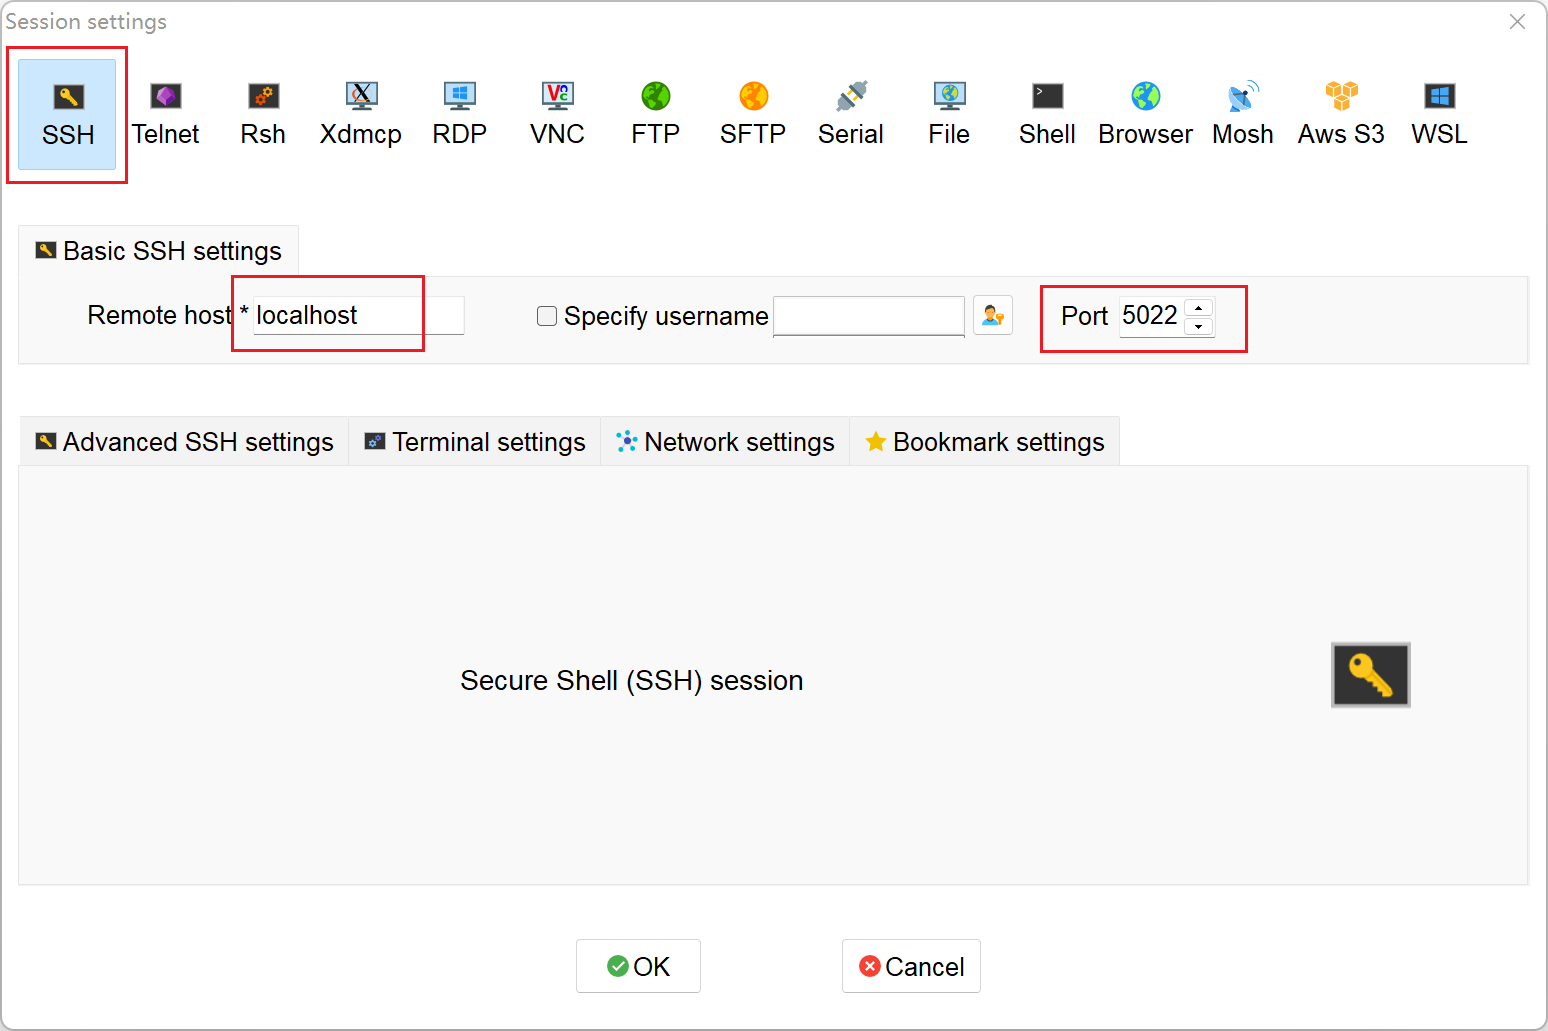 Session settings
SSH Telnet Rsh Xdmcp RDP VNC FTP SFTP Serial File Shell Browser Mosh Aws S3 WSL
Basic SSH settings
Remote host * localhost Specify username Port 5022
Advanced SSH settings Terminal settings Network settings Bookmark settings
Secure Shell (SSH) session
OK Cancel